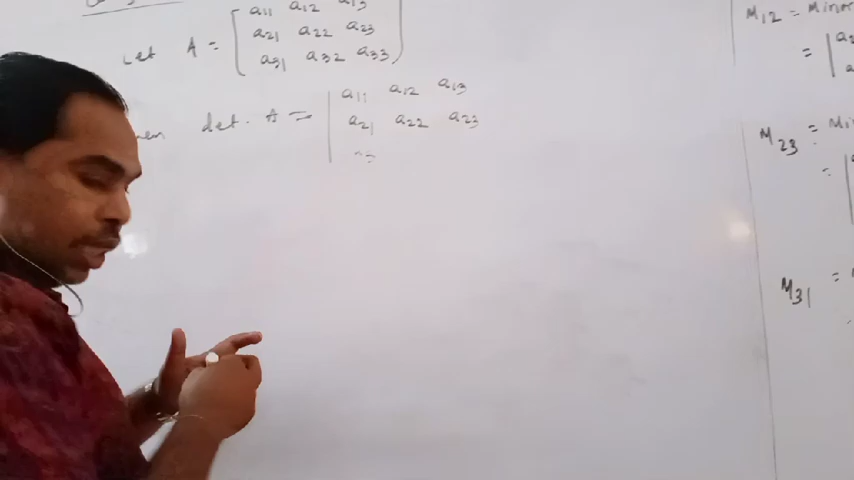 Let A = [ a11 a12 a13
a21 a22 a23
a31 a32 a33 ]
det. A = | a11 a12 a13
a21 a22 a23
M12 = Minor
= |
M23 =
=
M31 =